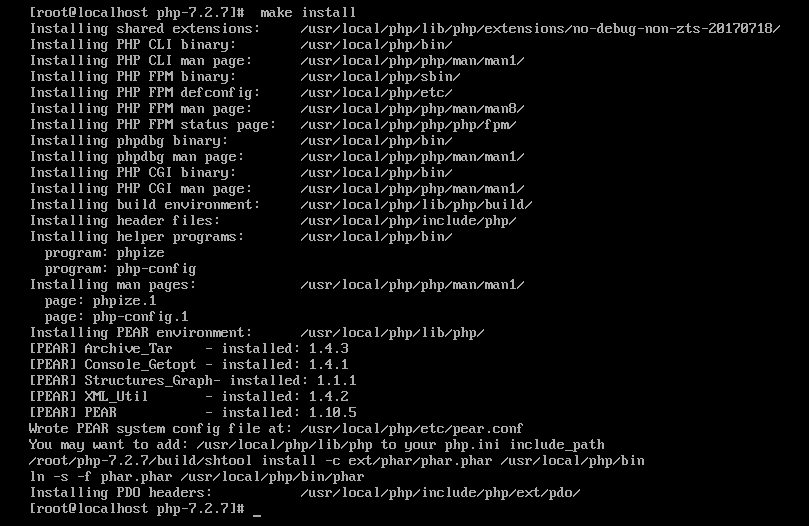 [root@localhost php-7.2.7]#  make install
Installing shared extensions:     /usr/local/php/lib/php/extensions/no-debug-non-zts-20170718/
Installing PHP CLI binary:        /usr/local/php/bin/
Installing PHP CLI man page:      /usr/local/php/php/man/man1/
Installing PHP FPM binary:        /usr/local/php/sbin/
Installing PHP FPM defconfig:     /usr/local/php/etc/
Installing PHP FPM man page:      /usr/local/php/php/man/man8/
Installing PHP FPM status page:   /usr/local/php/php/php/fpm/
Installing phpdbg binary:         /usr/local/php/bin/
Installing phpdbg man page:       /usr/local/php/php/man/man1/
Installing PHP CGI binary:        /usr/local/php/bin/
Installing PHP CGI man page:      /usr/local/php/php/man/man1/
Installing build environment:     /usr/local/php/lib/php/build/
Installing header files:          /usr/local/php/include/php/
Installing helper programs:       /usr/local/php/bin/
  program: phpize
  program: php-config
Installing man pages:             /usr/local/php/php/man/man1/
  page: phpize.1
  page: php-config.1
Installing PEAR environment:      /usr/local/php/lib/php/
[PEAR] Archive_Tar    - installed: 1.4.3
[PEAR] Console_Getopt - installed: 1.4.1
[PEAR] Structures_Graph- installed: 1.1.1
[PEAR] XML_Util       - installed: 1.4.2
[PEAR] PEAR           - installed: 1.10.5
Wrote PEAR system config file at: /usr/local/php/etc/pear.conf
You may want to add: /usr/local/php/lib/php to your php.ini include_path
/root/php-7.2.7/build/shtool install -c ext/phar/phar.phar /usr/local/php/bin
ln -s -f phar.phar /usr/local/php/bin/phar
Installing PDO headers:           /usr/local/php/include/php/ext/pdo/
[root@localhost php-7.2.7]# _